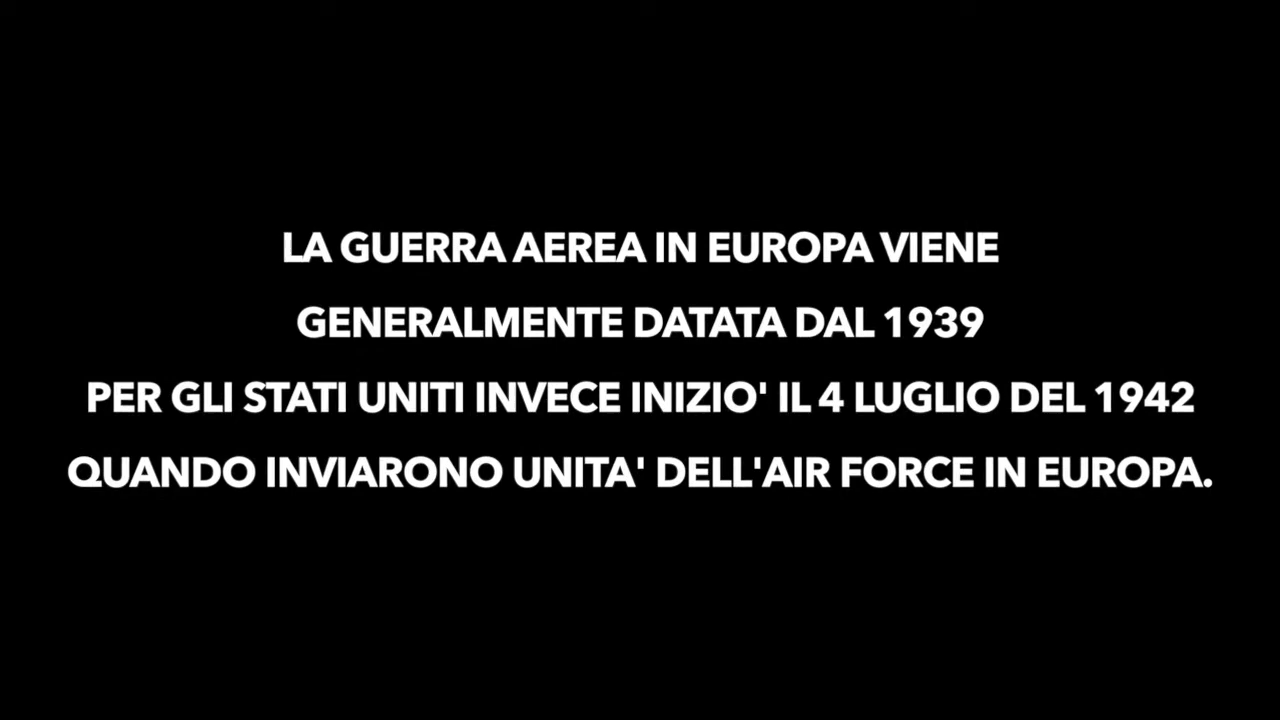 LA GUERRA AEREA IN EUROPA VIENE
GENERALMENTE DATATA DAL 1939
PER GLI STATI UNITI INVECE INIZIO' IL 4 LUGLIO DEL 1942
QUANDO INVIARONO UNITA' DELL'AIR FORCE IN EUROPA.